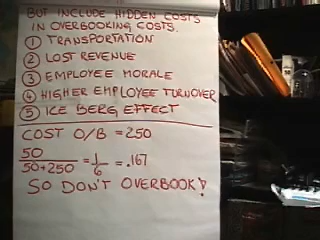 BUT INCLUDE HIDDEN COSTS
IN OVERBOOKING COSTS.
① TRANSPORTATION
② LOST REVENUE
③ EMPLOYEE MORALE
④ HIGHER EMPLOYEE TURNOVER
⑤ ICE BERG EFFECT
COST O/B = 250
50/50+250 = 1/6 = .167
SO DON'T OVERBOOK!